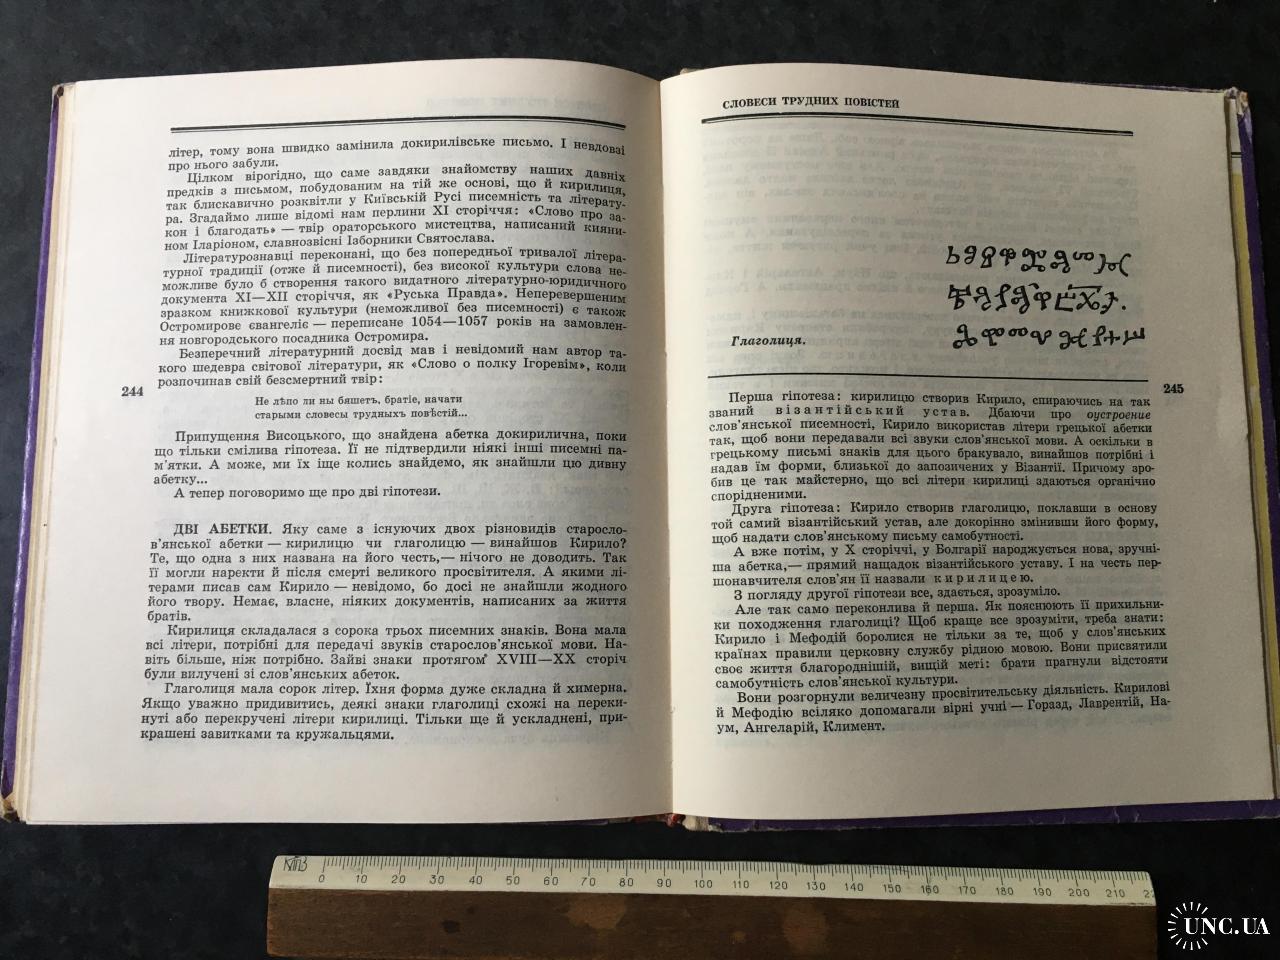 літер, тому вона швидко замінила докирилівське письмо. І невдовзі
про нього забули.
Цілком вірогідно, що саме завдяки знайомству наших давніх
предків з письмом, побудованим на тій же основі, що й кирилиця,
так блискавично розквітли у Київській Русі писемність та літерату-
ра. Згадаймо лише відомі нам перлини XI сторіччя: «Слово про за-
кон і благодать» — твір ораторського мистецтва, написаний кияни-
ном Іларіоном, славнозвісні Ізборники Святослава.
Літературознавці переконані, що без попередньої тривалої літера-
турної традиції (отже й писемності), без високої культури слова не-
можливе було б створення такого видатного літературно-юридичного
документа XI—XII сторіччя, як «Руська Правда». Неперевершеним
зразком книжкової культури (неможливої без писемності) є також
Остромирове євангеліє — переписане 1054—1057 років на замовлен-
ня новгородського посадника Остромира.
Безперечний літературний досвід мав і невідомий нам автор та-
кого шедевра світової літератури, як «Слово о полку Ігоревім», коли
розпочинав свій безсмертний твір:
244
Не лѣпо ли ны бяшетъ, братіе, начати
старыми словесы трудныхъ повѣстій...
Припущення Висоцького, що знайдена абетка докирилична, поки
що тільки смілива гіпотеза. Її не підтвердили ніякі інші писемні па-
м'ятки. А може, ми їх іще колись знайдемо, як знайшли цю дивну
абетку...
А тепер поговоримо ще про дві гіпотези.
ДВІ АБЕТКИ. Яку саме з існуючих двох різновидів старосло-
в'янської абетки — кирилицю чи глаголицю — винайшов Кирило?
Те, що одна з них названа на його честь,— нічого не доводить. Так
її могли наректи й після смерті великого просвітителя. А якими лі-
терами писав сам Кирило — невідомо, бо досі не знайшли жодного
його твору. Немає, власне, ніяких документів, написаних за життя
братів.
Кирилиця складалася з сорока трьох писемних знаків. Вона мала
всі літери, потрібні для передачі звуків старослов'янської мови. На-
віть більше, ніж потрібно. Зайві знаки протягом XVIII—XX сторіч
були вилучені зі слов'янських абеток.
Глаголиця мала сорок літер. Їхня форма дуже складна й химерна.
Якщо уважно придивитись, деякі знаки глаголиці схожі на переки-
нуті або перекручені літери кирилиці. Тільки ще й ускладнені, при-
крашені завитками та кружальцями.
СЛОВЕСИ ТРУДНИХ ПОВІСТЕЙ
Глаголиця.
245
Перша гіпотеза: кирилицю створив Кирило, спираючись на так
званий візантійський устав. Дбаючи про оустроение
слов'янської писемності, Кирило використав літери грецької абетки
так, щоб вони передавали всі звуки слов'янської мови. А оскільки в
грецькому письмі знаків для цього бракувало, винайшов потрібні і
надав їм форми, близької до запозичених у Візантії. Причому зро-
бив це так майстерно, що всі літери кирилиці здаються органічно
спорідненими.
Друга гіпотеза: Кирило створив глаголицю, поклавши в основу
той самий візантійський устав, але докорінно змінивши його форму,
щоб надати слов'янському письму самобутності.
А вже потім, у X сторіччі, у Болгарії народжується нова, зручні-
ша абетка,— прямий нащадок візантійського уставу. І на честь пер-
шонавчителя слов'ян її назвали кирилицею.
З погляду другої гіпотези все, здається, зрозуміло.
Але так само переконлива й перша. Як пояснюють її прихильни-
ки походження глаголиці? Щоб краще все зрозуміти, треба знати:
Кирило і Мефодій боролися не тільки за те, щоб у слов'янських
країнах правили церковну службу рідною мовою. Вони присвятили
своє життя благороднішій, вищій меті: брати прагнули відстояти
самобутність слов'янської культури.
Вони розгорнули величезну просвітительську діяльність. Кирилові
й Мефодію всіляко допомагали вірні учні — Горазд, Лаврентій, На-
ум, Ангеларій, Климент.
0 10 20 30 40 50 60 70 80 90 100 110 120 130 140 150 160 170 180 190 200 210
UNC.UA